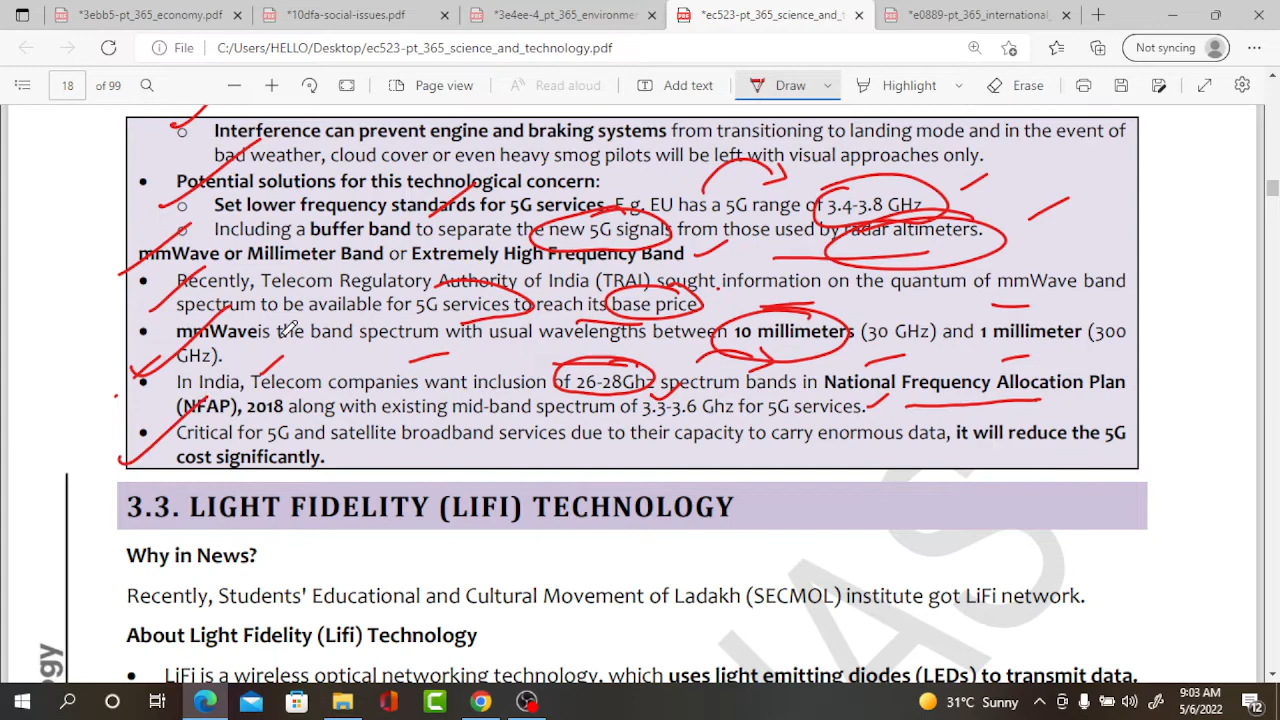 *3ebb5-pt_365_economy.pdf
*10dfa-social-issues.pdf
*3e4ee-4_pt_365_environmer
*ec523-pt_365_science_and_t
*e0889-pt_365_international_
File
C:/Users/HELLO/Desktop/ec523-pt_365_science_and_technology.pdf
Not syncing
18 of 99
Page view
Read aloud
Add text
Draw
Highlight
Erase
Interference can prevent engine and braking systems from transitioning to landing mode and in the event of
bad weather, cloud cover or even heavy smog pilots will be left with visual approaches only.
Potential solutions for this technological concern:
Set lower frequency standards for 5G services. E.g. EU has a 5G range of 3.4-3.8 GHz
Including a buffer band to separate the new 5G signals from those used by radar altimeters.
mmWave or Millimeter Band or Extremely High Frequency Band
Recently, Telecom Regulatory Authority of India (TRAI) sought information on the quantum of mmWave band
spectrum to be available for 5G services to reach its base price
mmWaveis the band spectrum with usual wavelengths between 10 millimeters (30 GHz) and 1 millimeter (300
GHz).
In India, Telecom companies want inclusion of 26-28Ghz spectrum bands in National Frequency Allocation Plan
(NFAP), 2018 along with existing mid-band spectrum of 3.3-3.6 Ghz for 5G services.
Critical for 5G and satellite broadband services due to their capacity to carry enormous data, it will reduce the 5G
cost significantly.
3.3. LIGHT FIDELITY (LIFI) TECHNOLOGY
Why in News?
Recently, Students' Educational and Cultural Movement of Ladakh (SECMOL) institute got LiFi network.
About Light Fidelity (Lifi) Technology
LiFi is a wireless optical networking technology, which uses light emitting diodes (LEDs) to transmit data.
31°C Sunny
ENG
9:03 AM
5/6/2022
12